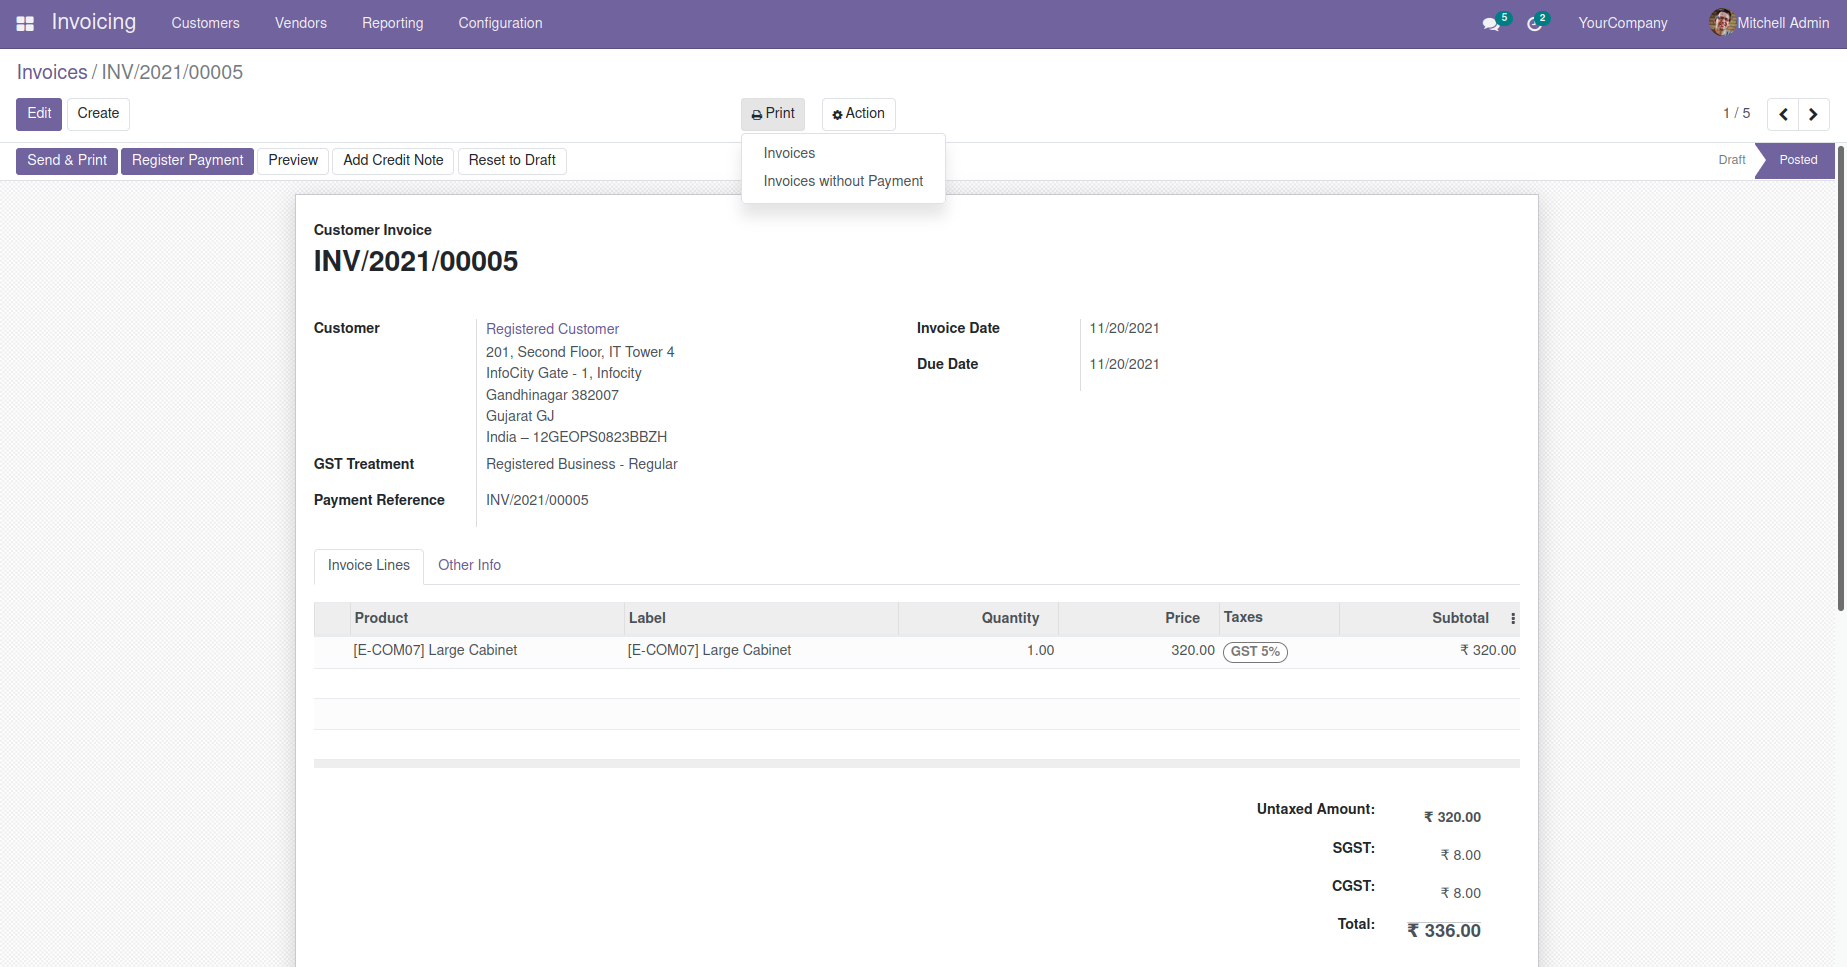 Invoicing Customers Vendors Reporting Configuration 5 2 YourCompany Mitchell Admin
Invoices / INV/2021/00005
Edit Create Print Action 1 / 5
Send & Print Register Payment Preview Add Credit Note Reset to Draft Draft Posted
Invoices
Invoices without Payment
Customer Invoice
INV/2021/00005
Customer Registered Customer Invoice Date 11/20/2021
201, Second Floor, IT Tower 4
InfoCity Gate - 1, Infocity Due Date 11/20/2021
Gandhinagar 382007
Gujarat GJ
India – 12GEOPS0823BBZH
GST Treatment Registered Business - Regular
Payment Reference INV/2021/00005
Invoice Lines Other Info
Product Label Quantity Price Taxes Subtotal
[E-COM07] Large Cabinet [E-COM07] Large Cabinet 1.00 320.00 GST 5% ₹ 320.00
Untaxed Amount: ₹ 320.00
SGST: ₹ 8.00
CGST: ₹ 8.00
Total: ₹ 336.00